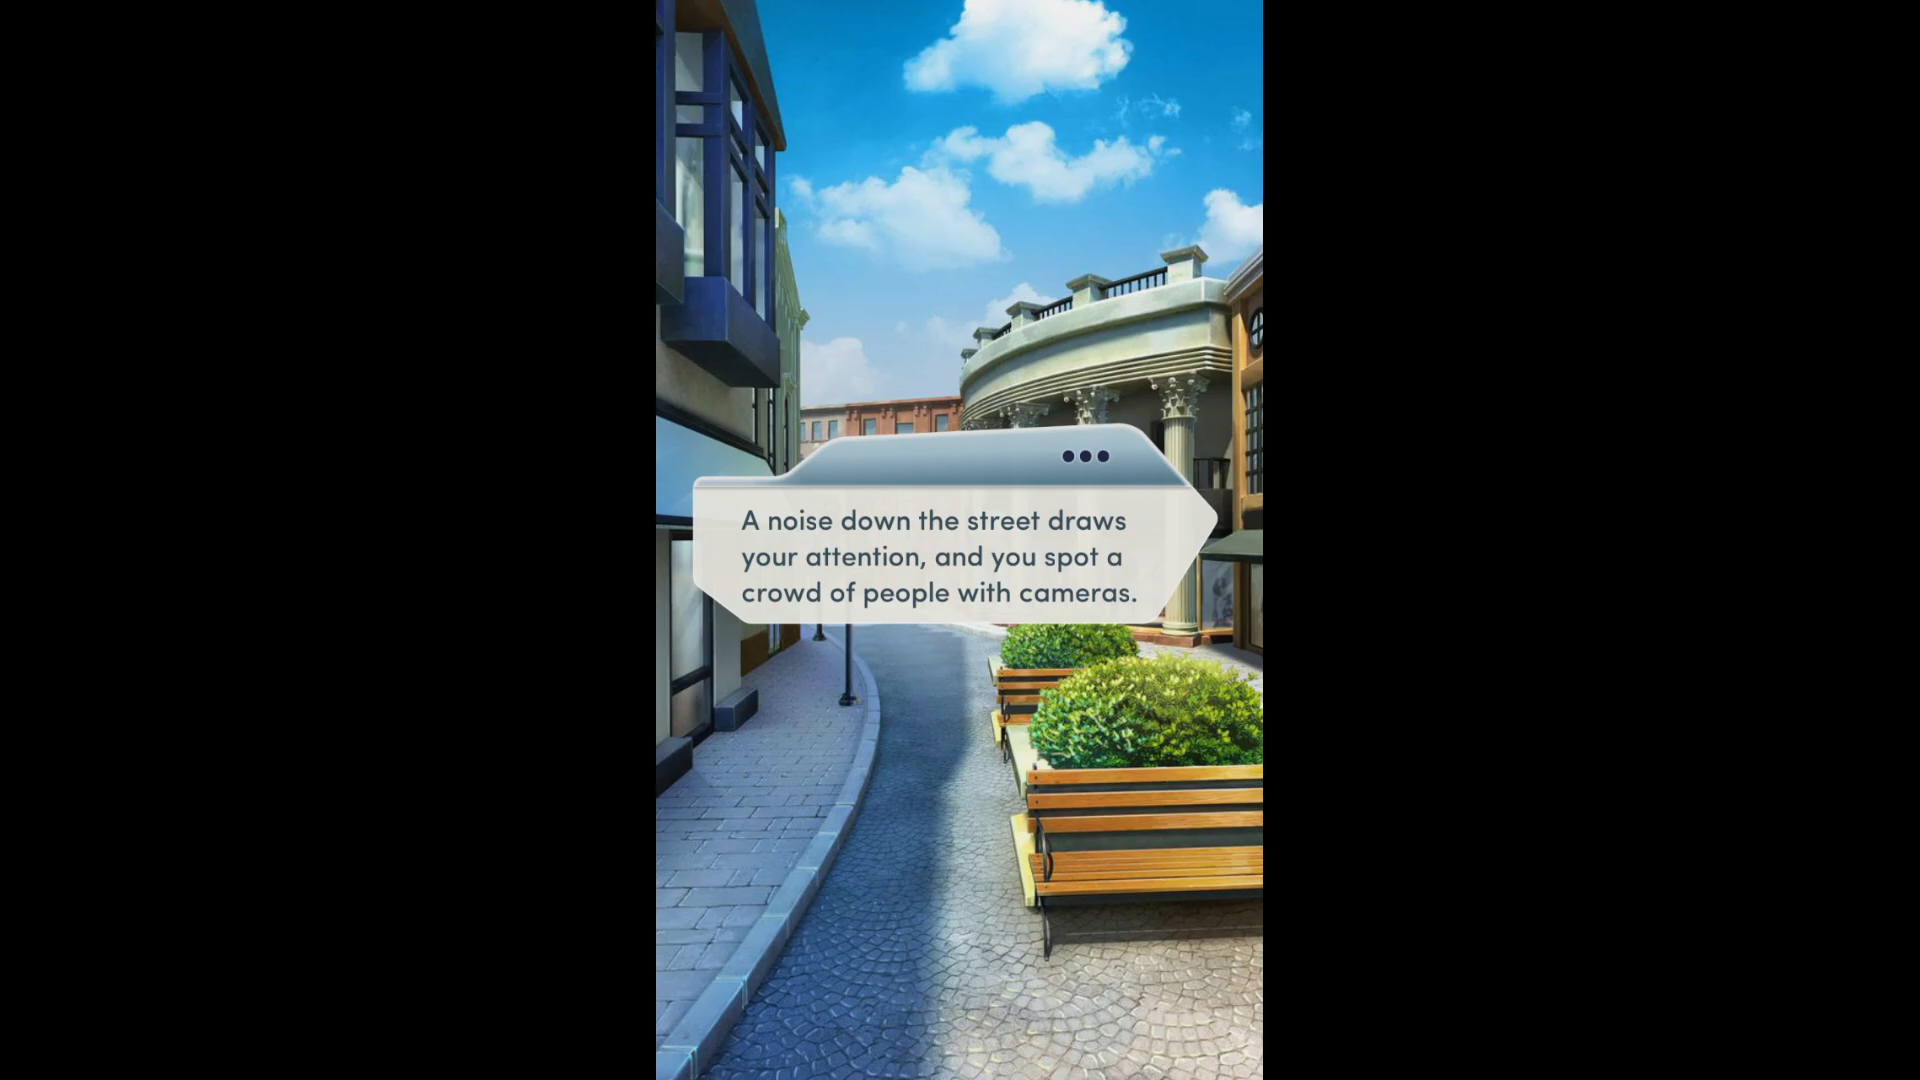 A noise down the street draws
your attention, and you spot a
crowd of people with cameras.